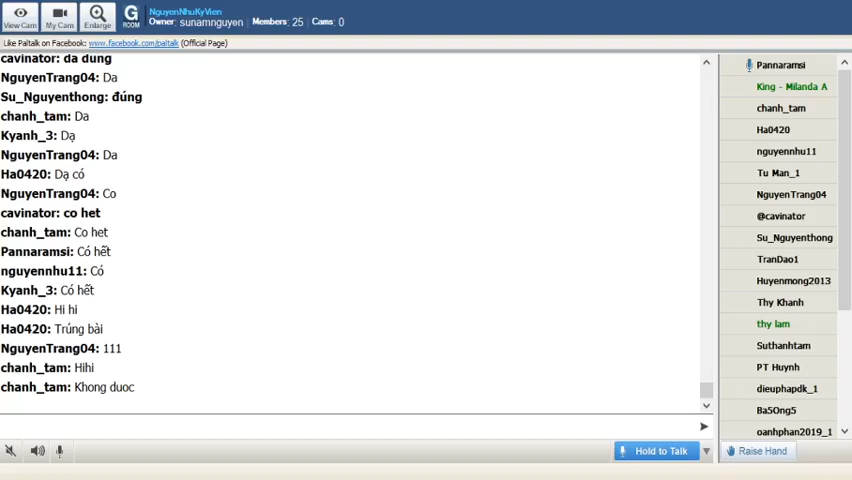 View Cam
My Cam
Enlarge
G
ROOM
NguyenNhuKyVien
Owner: sunamnguyen Members: 25 Cams: 0
Like Paltalk on Facebook: www.facebook.com/paltalk (Official Page)
cavinator: da dung
NguyenTrang04: Da
Su_Nguyenthong: đúng
chanh_tam: Da
Kyanh_3: Dạ
NguyenTrang04: Da
Ha0420: Dạ có
NguyenTrang04: Co
cavinator: co het
chanh_tam: Co het
Pannaramsi: Có hết
nguyennhu11: Có
Kyanh_3: Có hết
Ha0420: Hi hi
Ha0420: Trúng bài
NguyenTrang04: 111
chanh_tam: Hihi
chanh_tam: Khong duoc
Hold to Talk
Pannaramsi
King - Milanda A
chanh_tam
Ha0420
nguyennhu11
Tu Man_1
NguyenTrang04
@cavinator
Su_Nguyenthong
TranDao1
Huyenmong2013
Thy Khanh
thy lam
Suthanhtam
PT Huynh
dieuphapdk_1
Ba5Ong5
oanhphan2019_1
Raise Hand